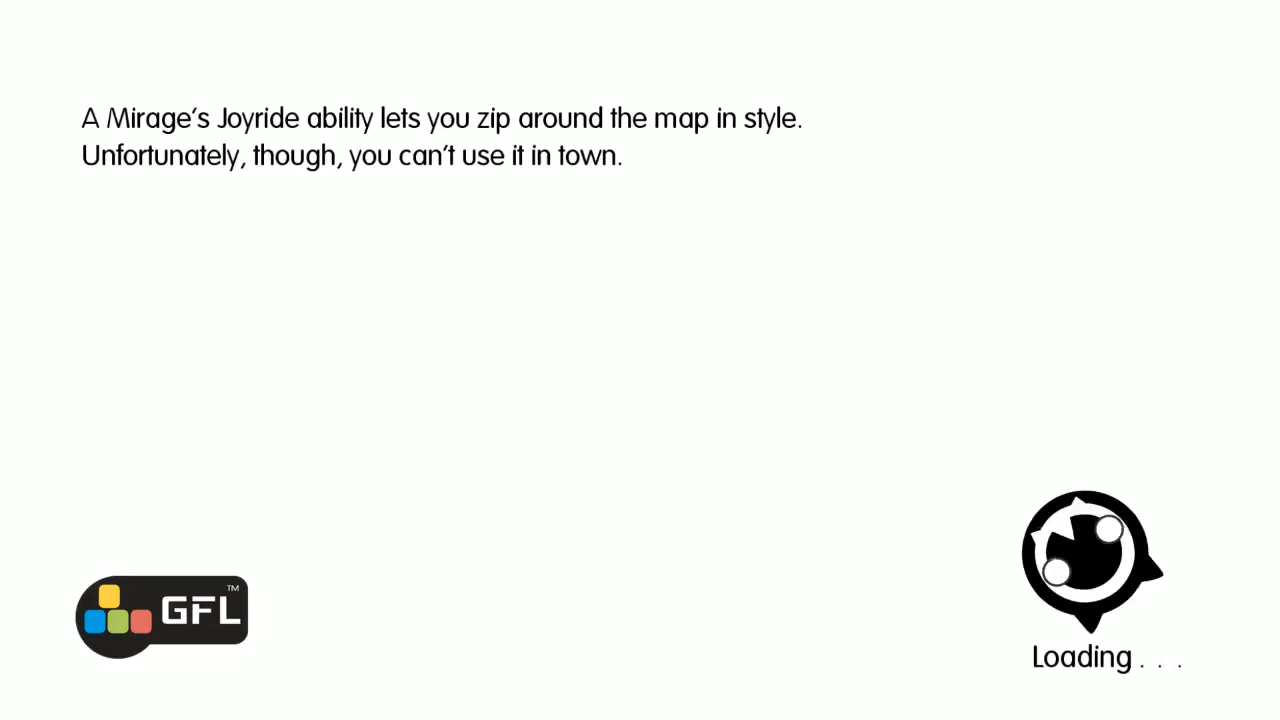 A Mirage's Joyride ability lets you zip around the map in style.
Unfortunately, though, you can't use it in town.
GFL™
Loading . . .